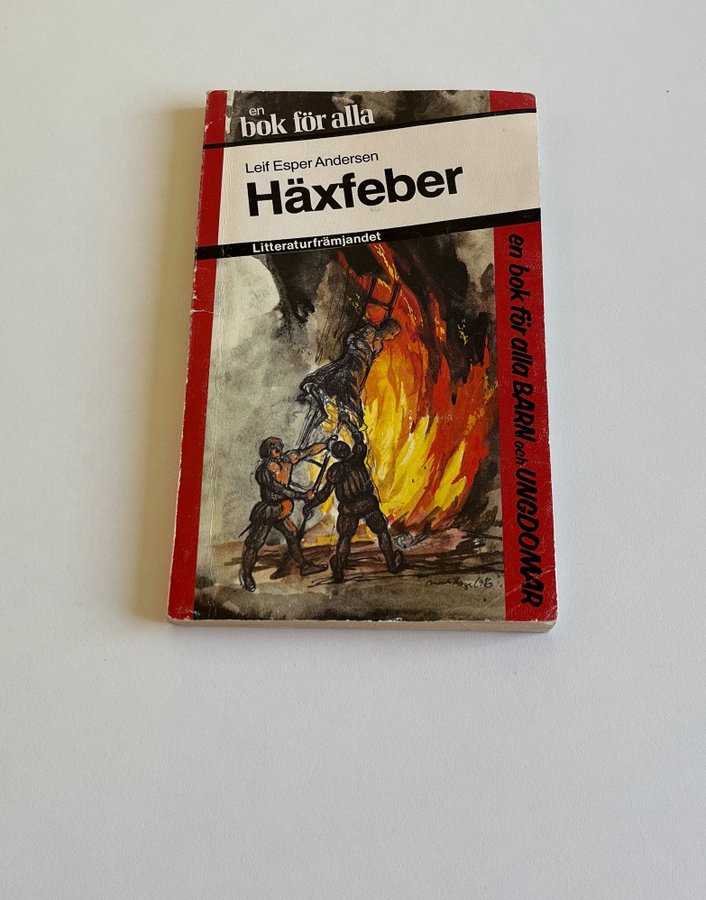 en
bok för alla
Leif Esper Andersen
Häxfeber
Litteraturfrämjandet
en bok för alla BARN och UNGDOMAR